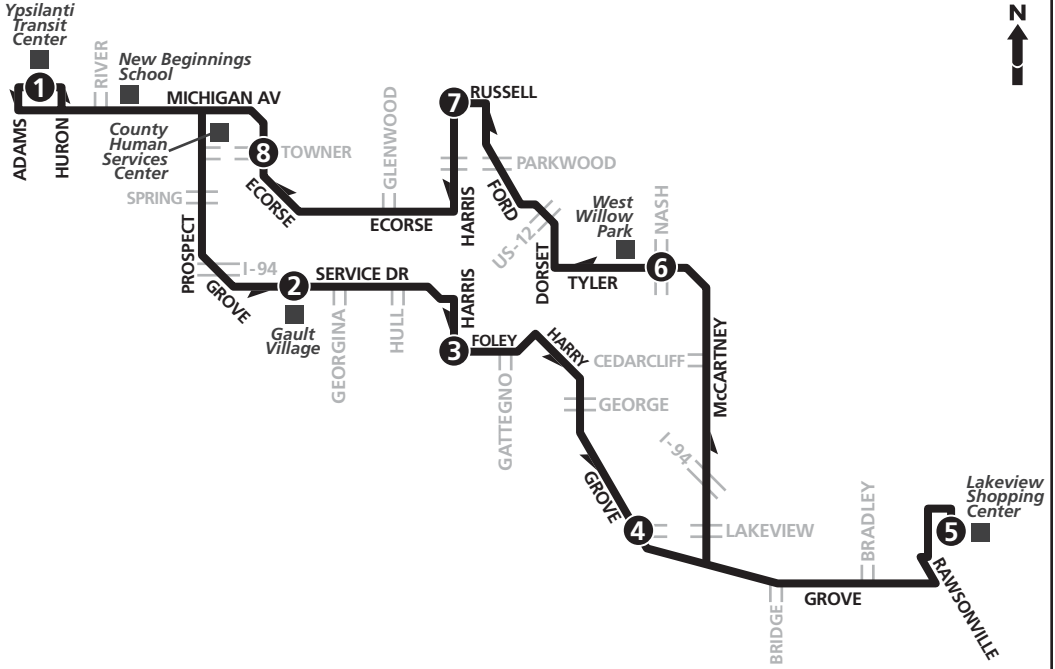 Ypsilanti
Transit
Center
N
RIVER
New Beginnings
School
1
MICHIGAN AV
7
RUSSELL
ADAMS
HURON
County
Human
Services
Center
8
TOWNER
GLENWOOD
PARKWOOD
SPRING
ECORSE
ECORSE
HARRIS
FORD
West
Willow
Park
NASH
US-12
PROSPECT
I-94
GROVE
2
SERVICE DR
HARRIS
DORSET
TYLER
6
Gault
Village
GEORGINA
HULL
3
FOLEY
HARRY
GATTEGNO
CEDARCLIFF
McCARTNEY
GEORGE
I-94
GROVE
4
LAKEVIEW
BRADLEY
Lakeview
Shopping
Center
5
RAWSONVILLE
GROVE
BRIDGE